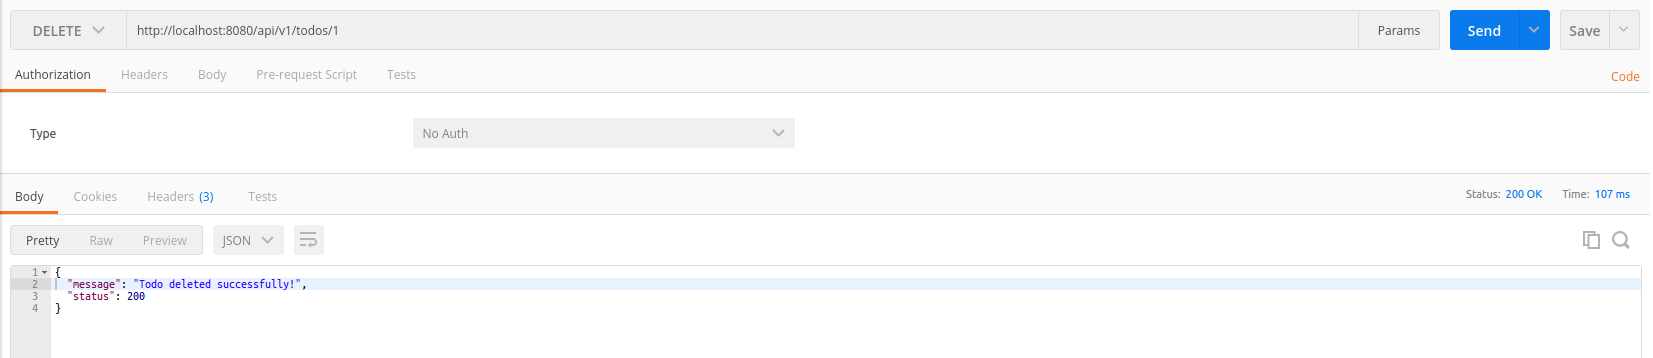 DELETE http://localhost:8080/api/v1/todos/1 Params Send Save
Authorization Headers Body Pre-request Script Tests Code
Type No Auth
Body Cookies Headers (3) Tests Status: 200 OK Time: 107 ms
Pretty Raw Preview JSON
1 {
2 "message": "Todo deleted successfully!",
3 "status": 200
4 }